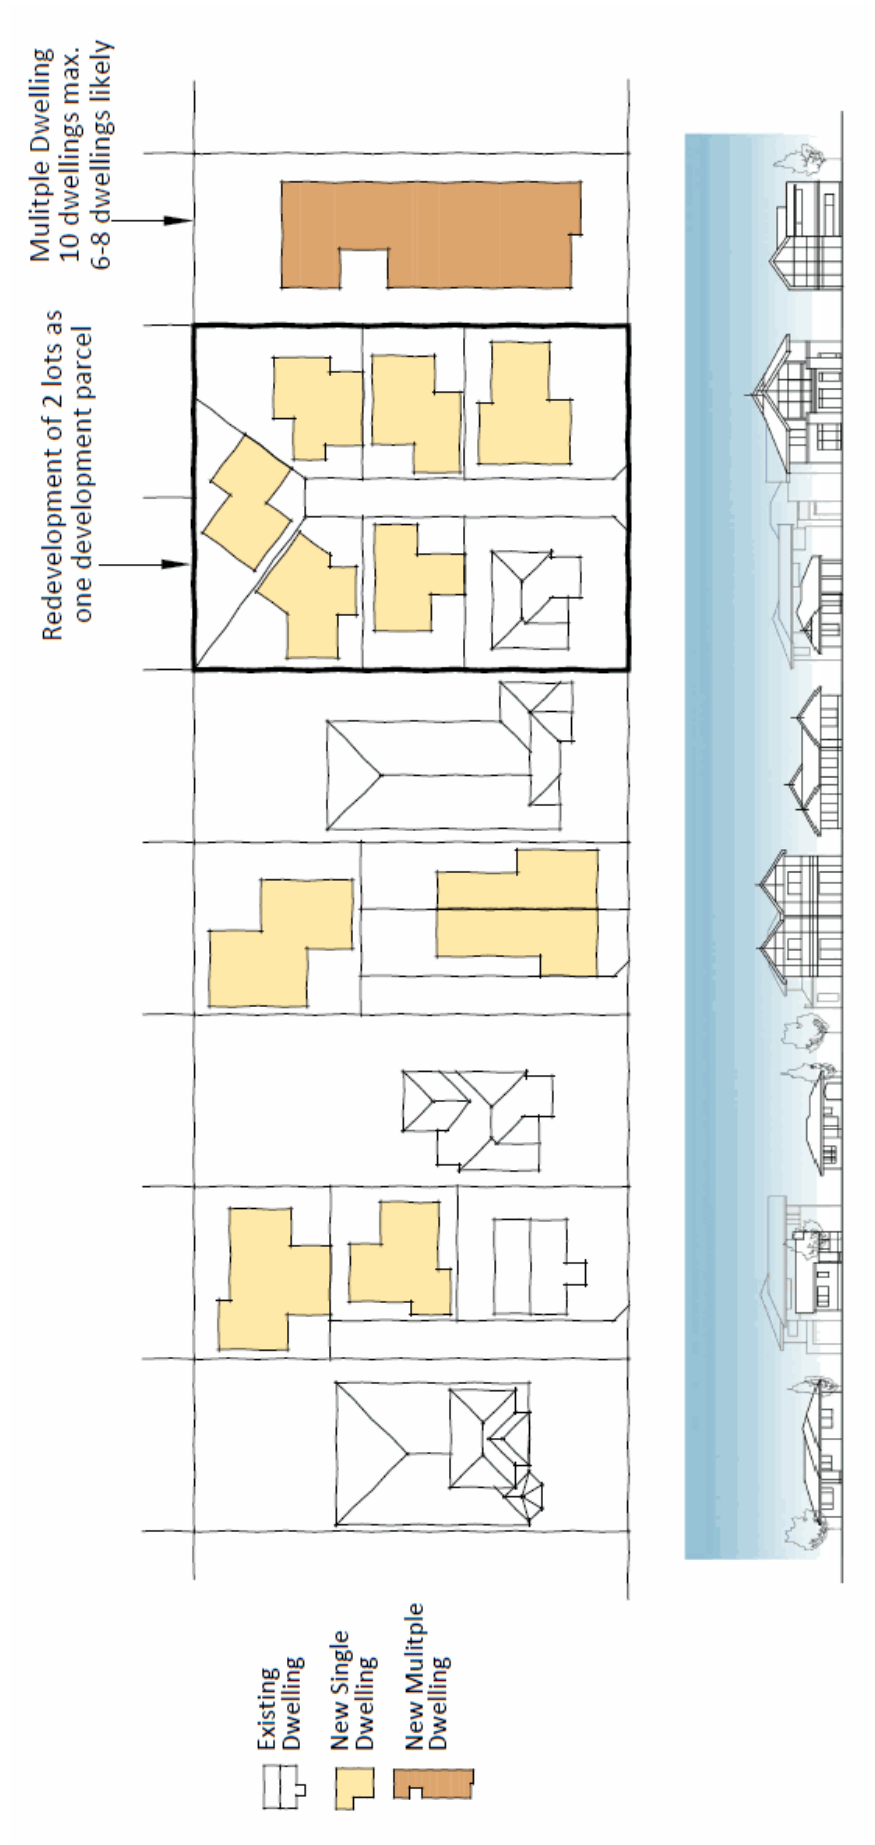 Mulitple Dwelling
10 dwellings max.
6-8 dwellings likely
Redevelopment of 2 lots as
one development parcel
Existing
Dwelling
New Single
Dwelling
New Mulitple
Dwelling